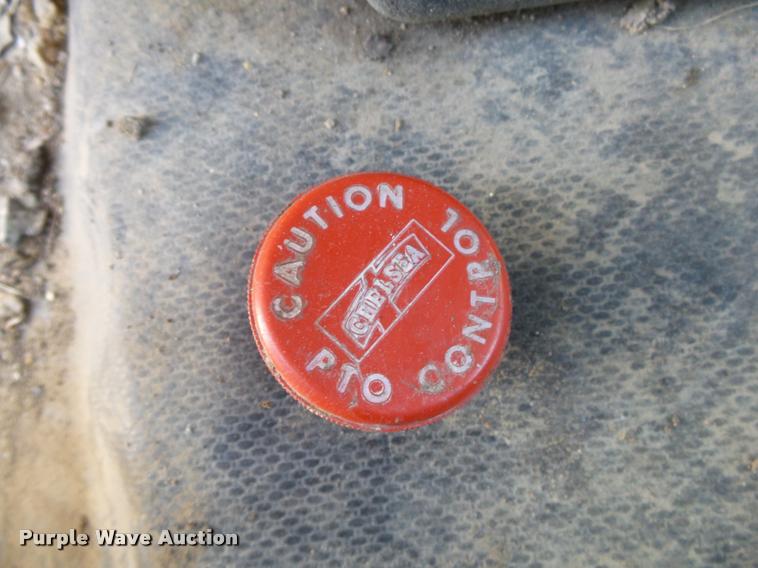 CAUTION
CHELSEA
PTO CONTROL
Purple Wave Auction